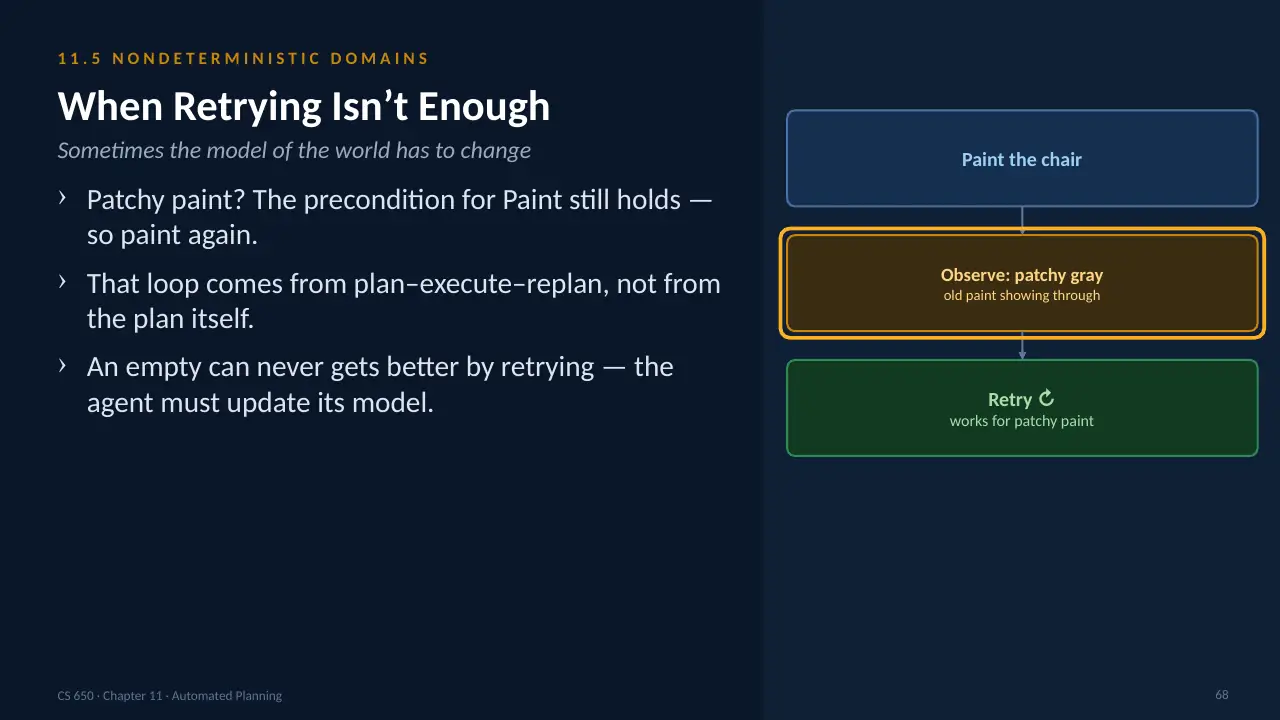 11.5 NONDETERMINISTIC DOMAINS
When Retrying Isn’t Enough
Sometimes the model of the world has to change
› Patchy paint? The precondition for Paint still holds —
so paint again.
› That loop comes from plan–execute–replan, not from
the plan itself.
› An empty can never gets better by retrying — the
agent must update its model.
Paint the chair
Observe: patchy gray
old paint showing through
Retry ↻
works for patchy paint
CS 650 · Chapter 11 · Automated Planning
68